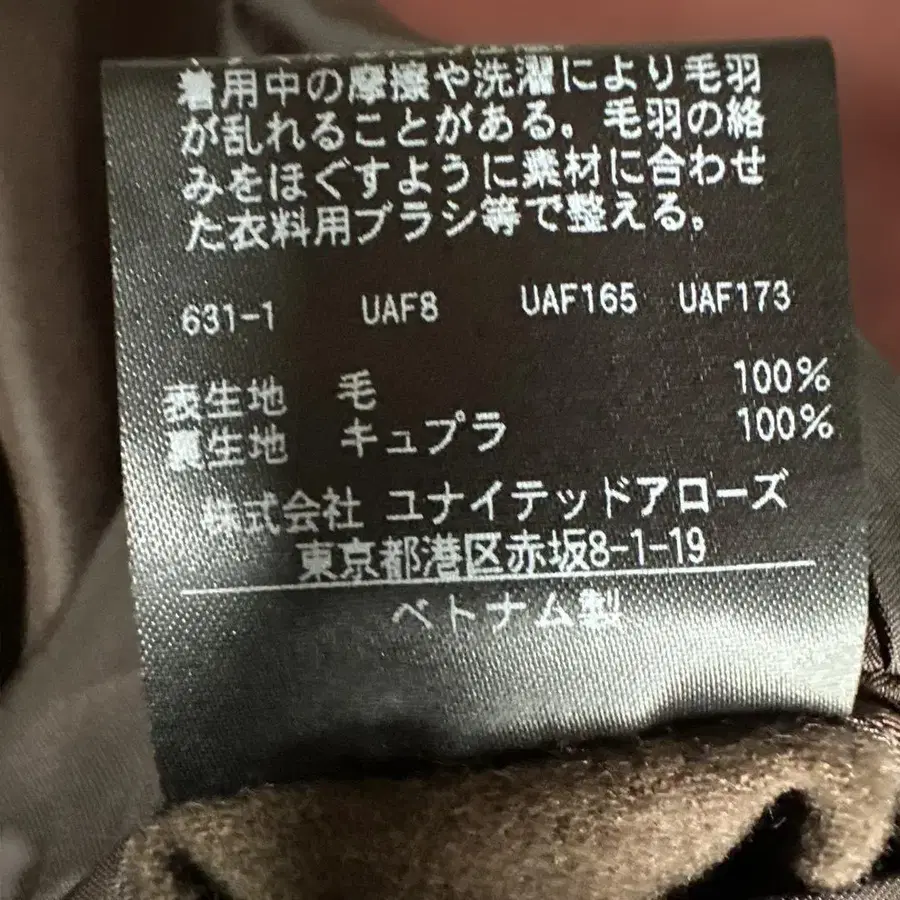 着用中の摩擦や洗濯により毛羽
が乱れることがある。毛羽の絡
みをほぐすように素材に合わせ
た衣料用ブラシ等で整える。
631-1 UAF8 UAF165 UAF173
表生地 毛 100%
裏生地 キュプラ 100%
株式会社 ユナイテッドアローズ
東京都港区赤坂8-1-19
ベトナム製